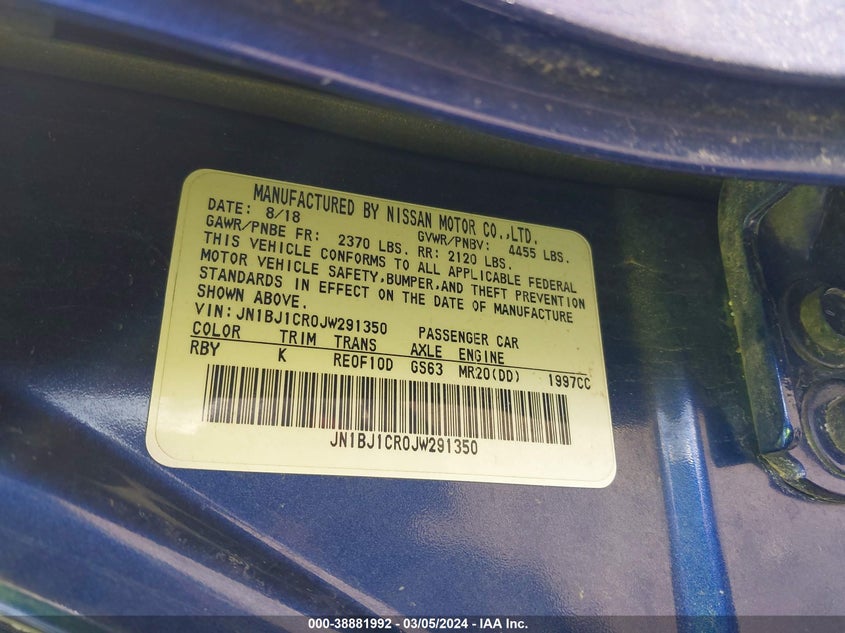 MANUFACTURED BY NISSAN MOTOR CO.,LTD.
DATE: 8/18 GVWR/PNBV: 4455 LBS.
GAWR/PNBE FR: 2370 LBS. RR: 2120 LBS.
THIS VEHICLE CONFORMS TO ALL APPLICABLE FEDERAL
MOTOR VEHICLE SAFETY,BUMPER,AND THEFT PREVENTION
STANDARDS IN EFFECT ON THE DATE OF MANUFACTURE
SHOWN ABOVE.
VIN:JN1BJ1CR0JW291350 PASSENGER CAR
COLOR TRIM TRANS AXLE ENGINE
RBY K RE0F10D GS63 MR20(DD) 1997CC
JN1BJ1CR0JW291350
000-38881992 - 03/05/2024 - IAA Inc.